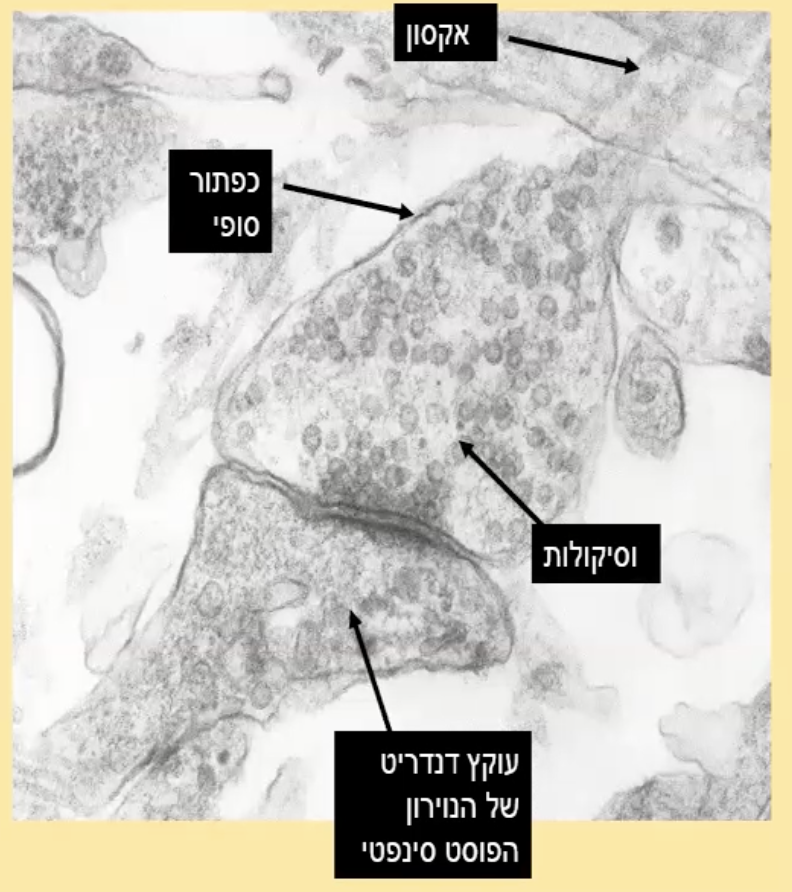 אקסון
כפתור
סופי
וסיקולות
עוקץ דנדריט
של הנוירון
הפוסט סינפטי